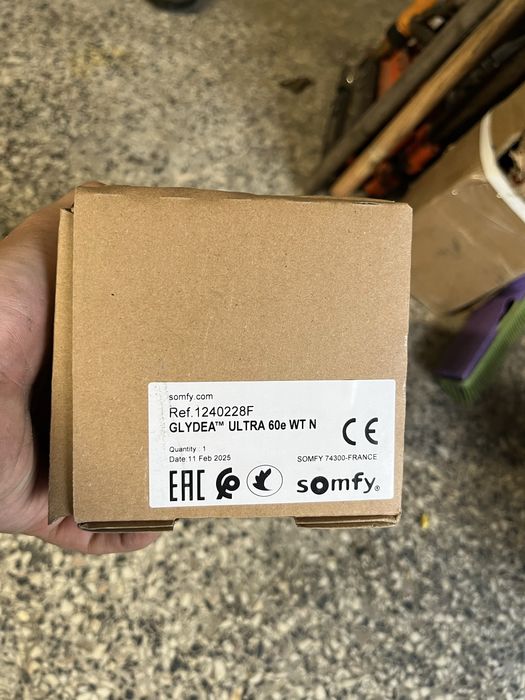 somfy.com
Ref.1240228F
GLYDEA™ ULTRA 60e WT N
CE
Quantity : 1
Date:11 Feb 2025
SOMFY 74300-FRANCE
EAC
somfy®